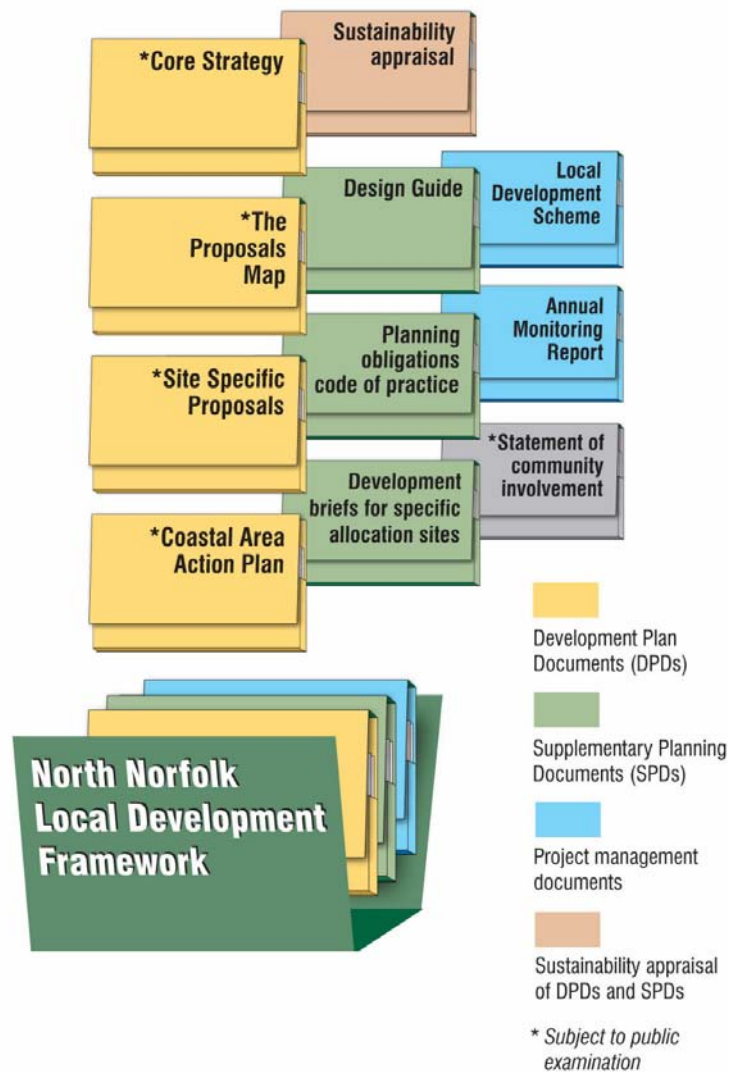 *Core Strategy
Sustainability
appraisal
*The
Proposals
Map
Design Guide
Local
Development
Scheme
*Site Specific
Proposals
Planning
obligations
code of practice
Annual
Monitoring
Report
*Coastal Area
Action Plan
Development
briefs for specific
allocation sites
*Statement of
community
involvement
North Norfolk
Local Development
Framework
Development Plan
Documents (DPDs)
Supplementary Planning
Documents (SPDs)
Project management
documents
Sustainability appraisal
of DPDs and SPDs
* Subject to public
examination